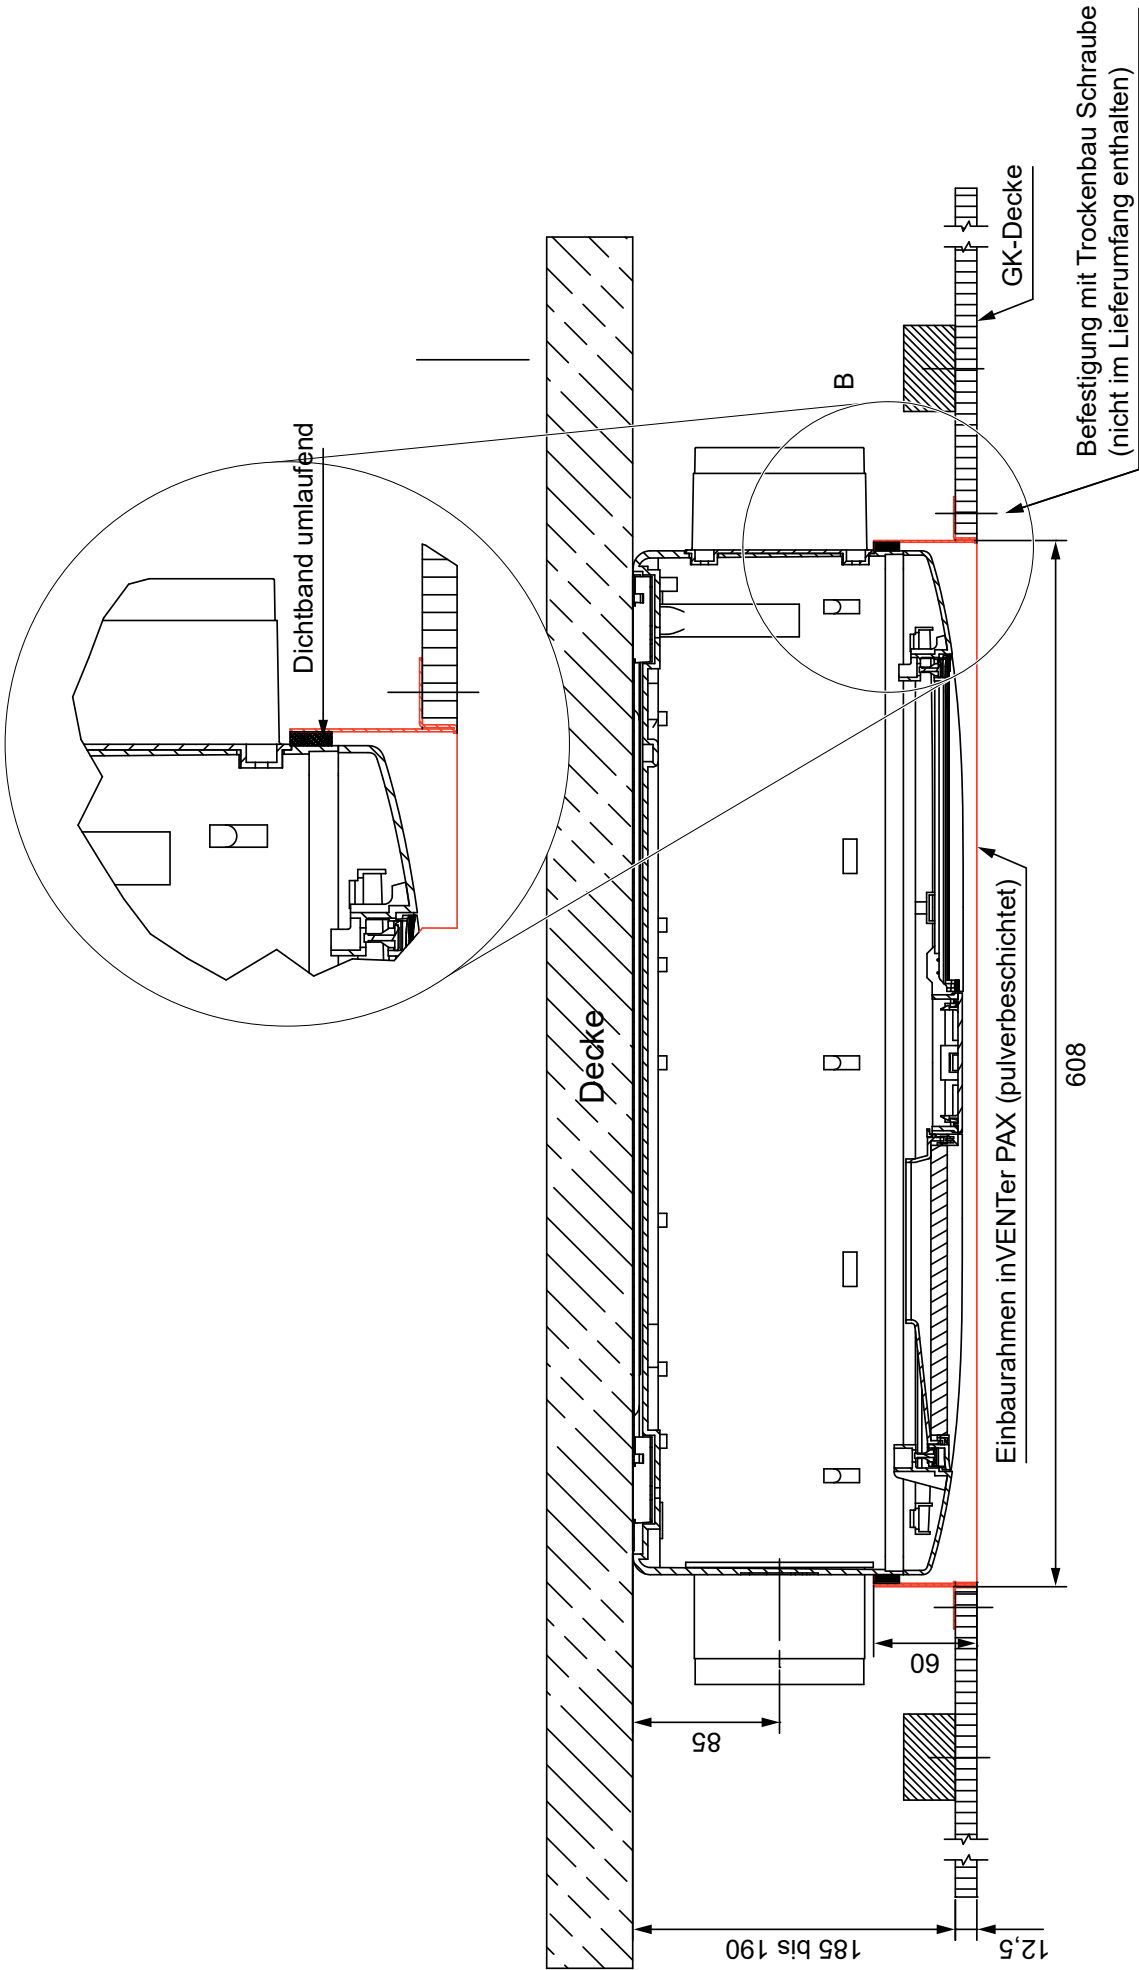 Dichtband umlaufend
Decke
B
GK-Decke
Befestigung mit Trockenbau Schraube
(nicht im Lieferumfang enthalten)
Einbaurahmen inVENTer PAX (pulverbeschichtet)
608
60
85
185 bis 190
12,5